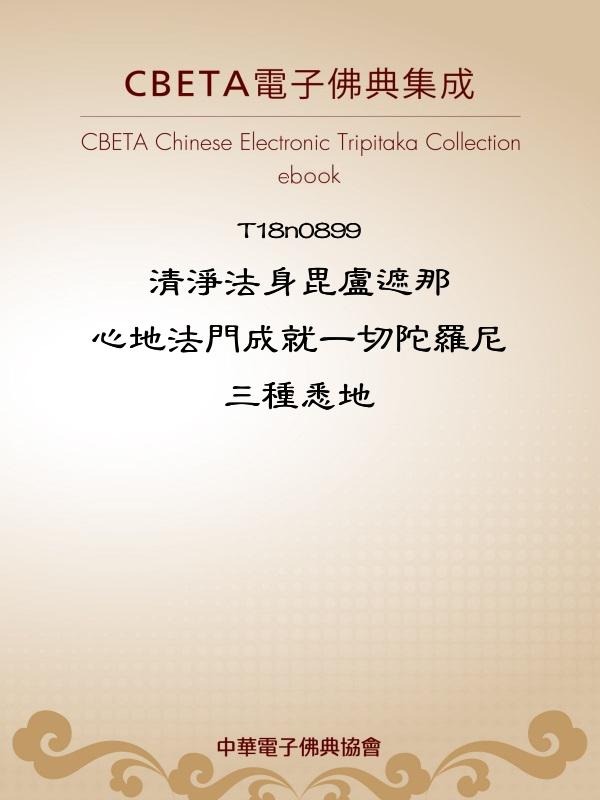 CBETA電子佛典集成
CBETA Chinese Electronic Tripitaka Collection
ebook
T18n0899
清淨法身毘盧遮那
心地法門成就一切陀羅尼
三種悉地
中華電子佛典協會